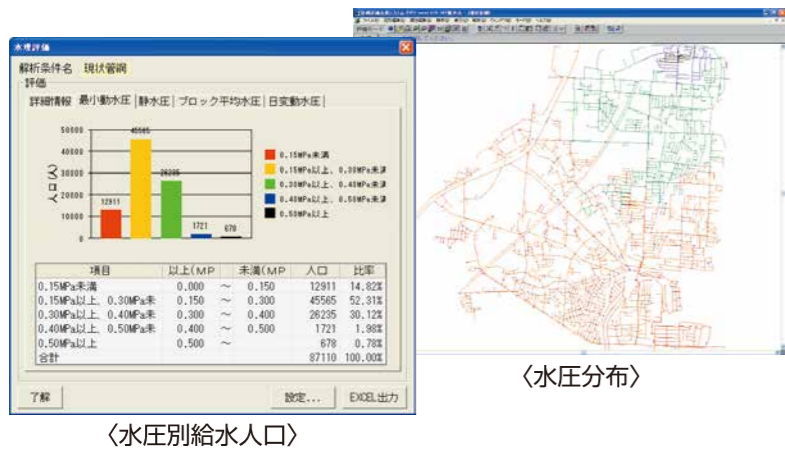 水理評価
解析条件名 現状管網
評価
詳細情報 最小動水圧 静水圧 ブロック平均水圧 日変動水圧
人口(人)
50000
40000
30000
20000
10000
0
12911
45565
26235
1721
678
0.15MPa未満
0.15MPa以上、0.30MPa未満
0.30MPa以上、0.40MPa未満
0.40MPa以上、0.50MPa未満
0.50MPa以上
項目 以上(MP 未満(MP 人口 比率
0.15MPa未満 0.000 ~ 0.150 12911 14.82%
0.15MPa以上、0.30MPa未 0.150 ~ 0.300 45565 52.31%
0.30MPa以上、0.40MPa未 0.300 ~ 0.400 26235 30.12%
0.40MPa以上、0.50MPa未 0.400 ~ 0.500 1721 1.98%
0.50MPa以上 0.500 ~ 678 0.78%
合計 87110 100.00%
了解 設定... EXCEL出力
〈水圧別給水人口〉
〈水圧分布〉